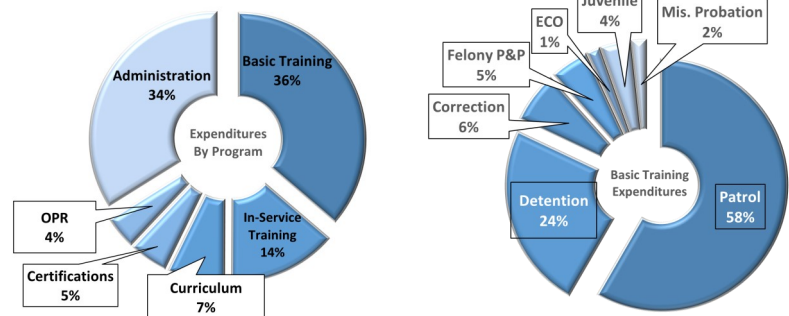 Administration
34%
Basic Training
36%
Expenditures
By Program
OPR
4%
In-Service
Training
14%
Certifications
5%
Curriculum
7%
Juvenile
4%
ECO
1%
Mis. Probation
2%
Felony P&P
5%
Correction
6%
Basic Training
Expenditures
Detention
24%
Patrol
58%